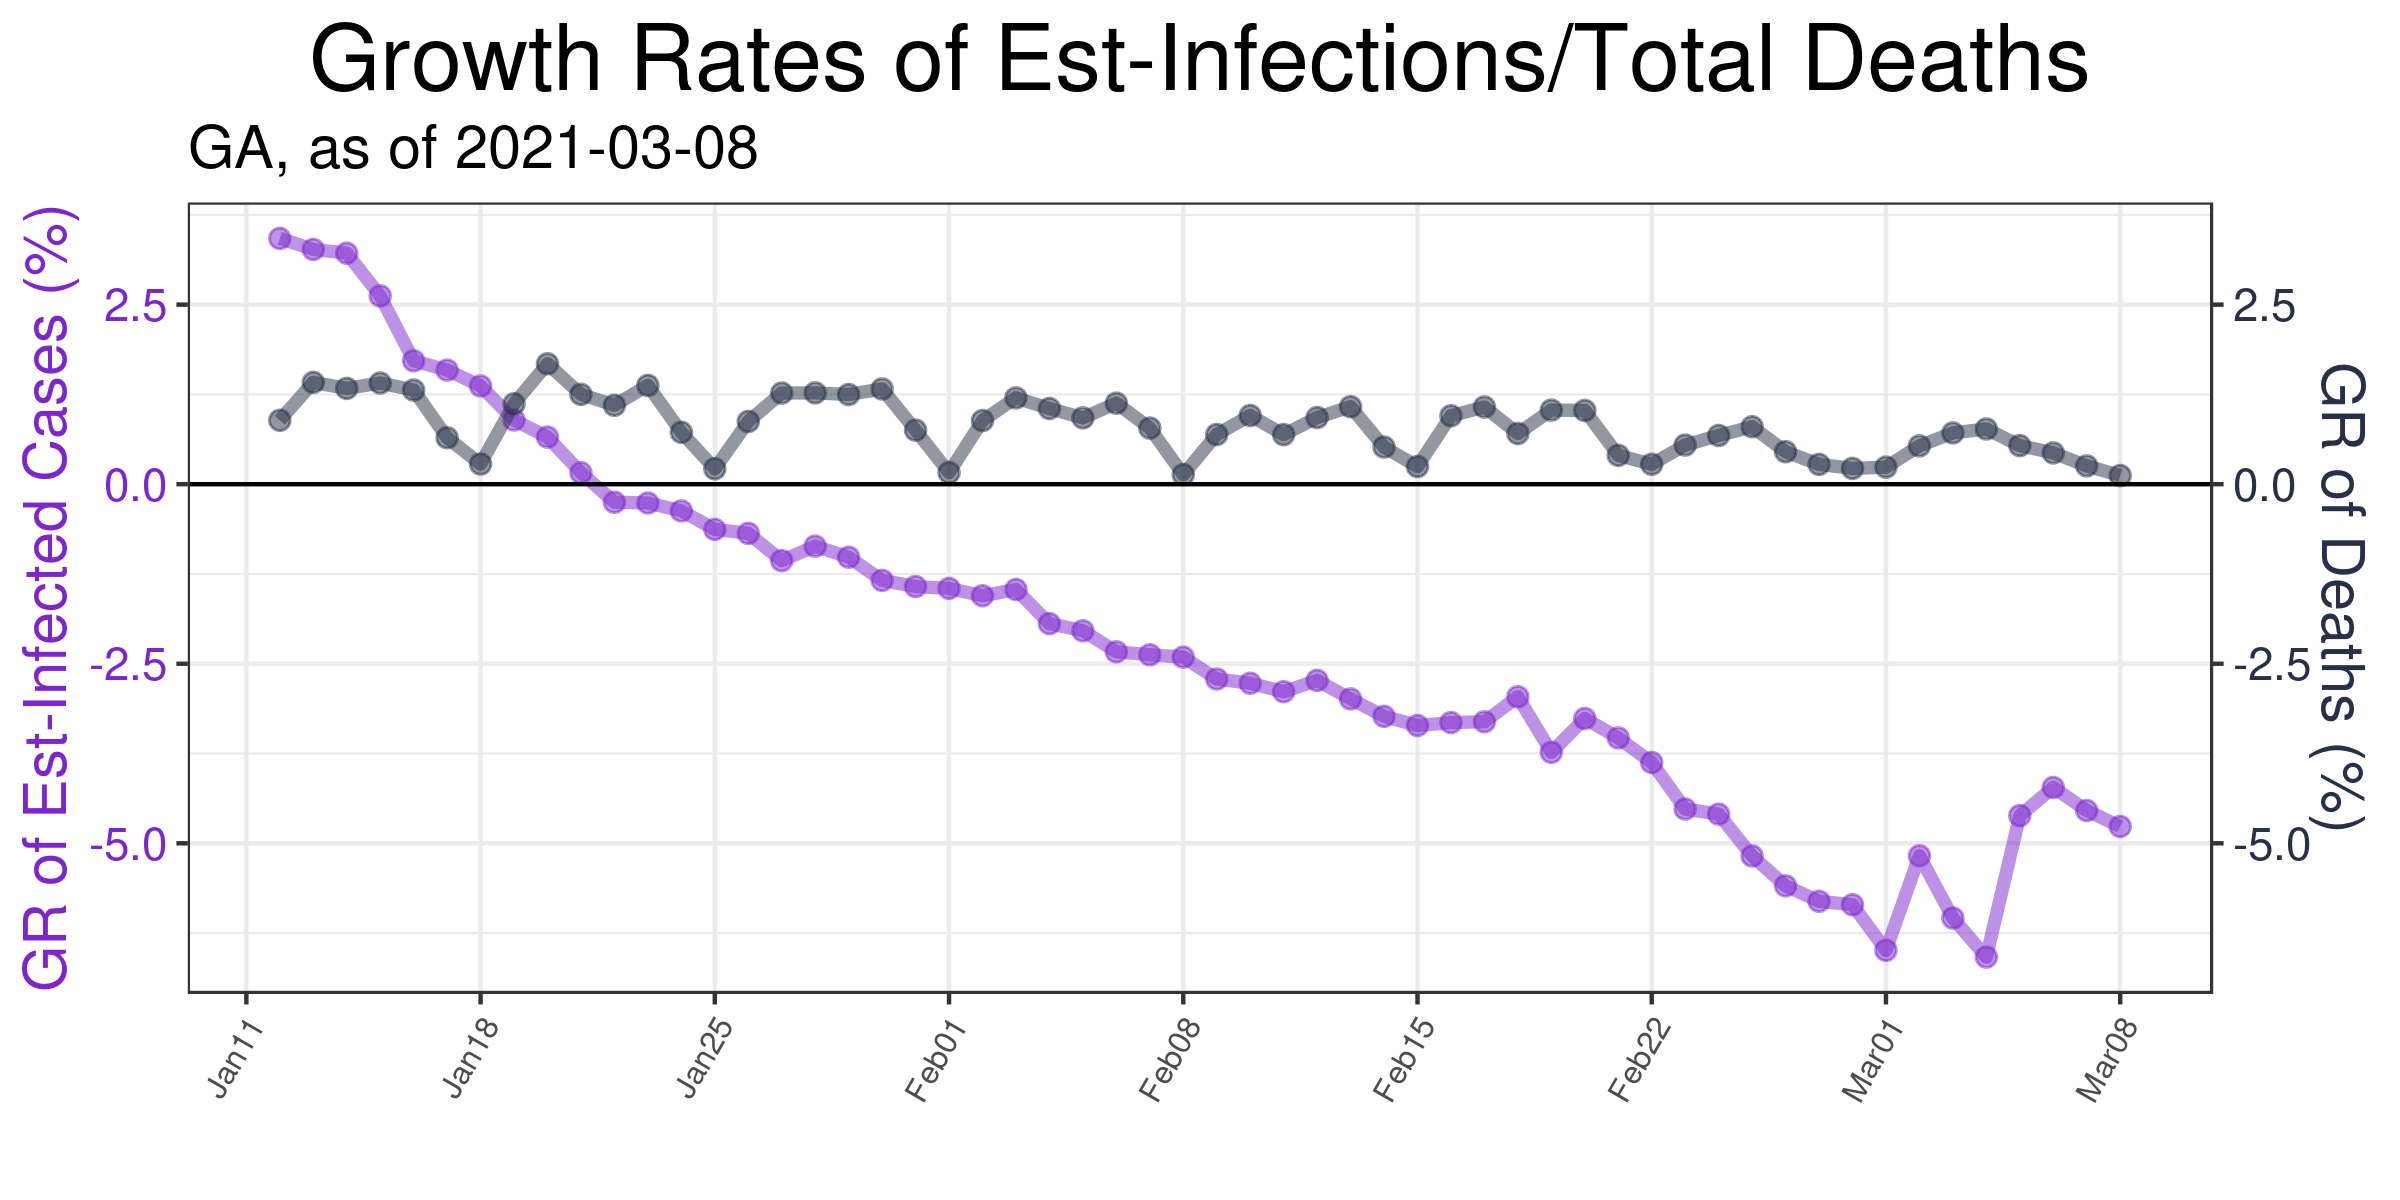 Growth Rates of Est-Infections/Total Deaths
GA, as of 2021-03-08
GR of Est-Infected Cases (%)
2.5
0.0
-2.5
-5.0
2.5
0.0
-2.5
-5.0
GR of Deaths (%)
Jan11
Jan18
Jan25
Feb01
Feb08
Feb15
Feb22
Mar01
Mar08